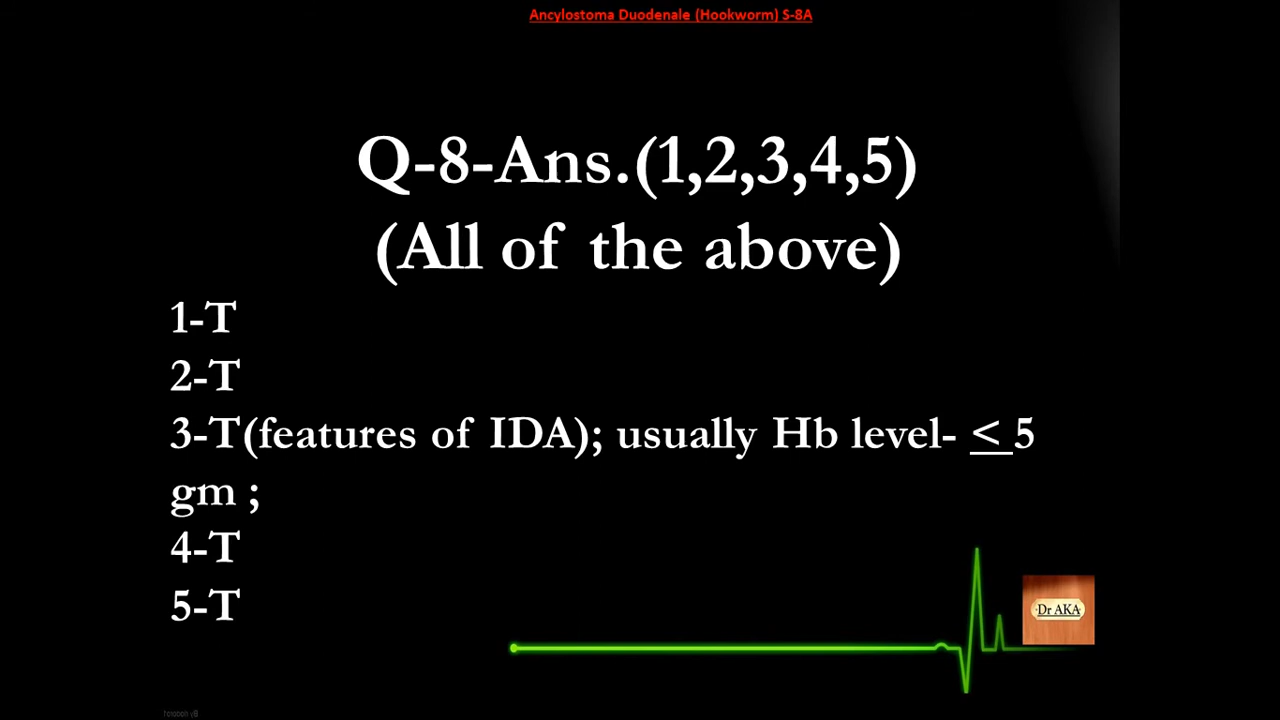 Ancylostoma Duodenale (Hookworm) S-8A
Q-8-Ans.(1,2,3,4,5)
(All of the above)
1-T
2-T
3-T(features of IDA); usually Hb level- < 5
gm ;
4-T
5-T
Dr AKA